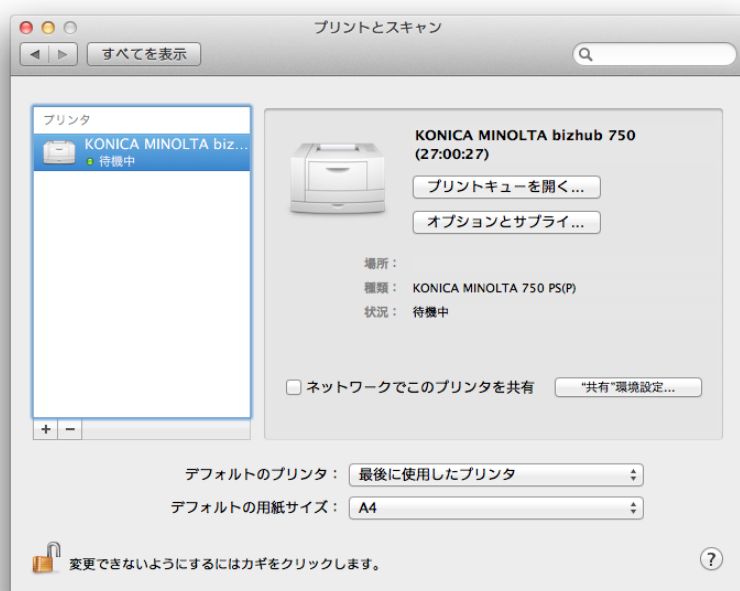 プリントとスキャン
すべてを表示
プリンタ
KONICA MINOLTA biz...
待機中
KONICA MINOLTA bizhub 750
(27:00:27)
プリントキューを開く...
オプションとサプライ...
場所：
種類： KONICA MINOLTA 750 PS(P)
状況： 待機中
ネットワークでこのプリンタを共有 “共有”環境設定...
+ −
デフォルトのプリンタ： 最後に使用したプリンタ
デフォルトの用紙サイズ： A4
変更できないようにするにはカギをクリックします。 ?